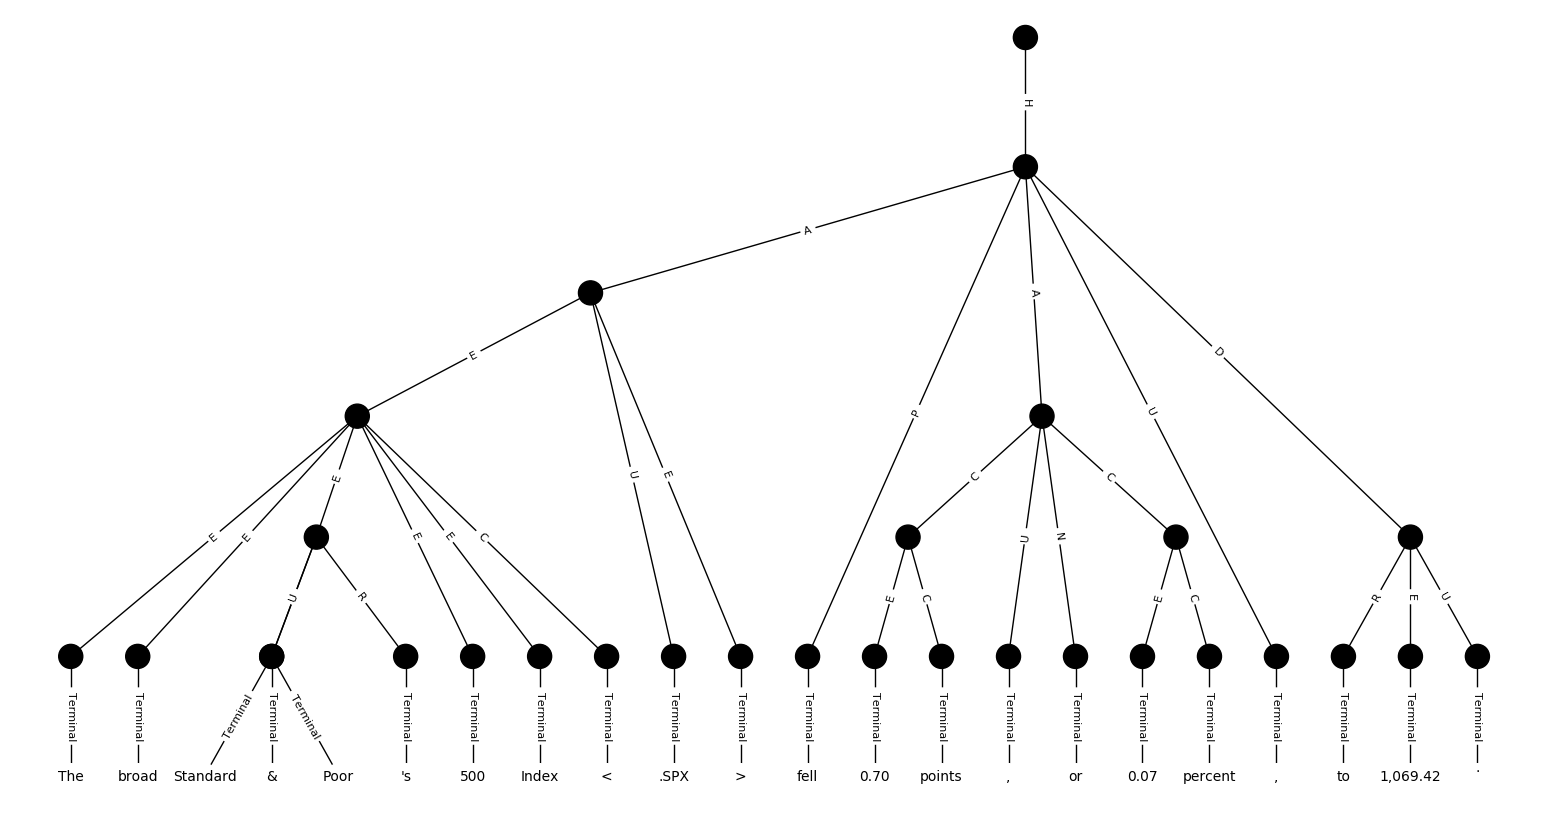 H
A
A
E
D
P
U
E
U
E
C
C
E
E
E
E
C
U
N
U
R
E
C
E
C
R
E
U
Terminal Terminal Terminal Terminal Terminal Terminal Terminal Terminal Terminal Terminal Terminal Terminal Terminal Terminal Terminal Terminal Terminal Terminal Terminal Terminal Terminal Terminal
The broad Standard & Poor 's 500 Index < .SPX > fell 0.70 points , or 0.07 percent , to 1,069.42 .